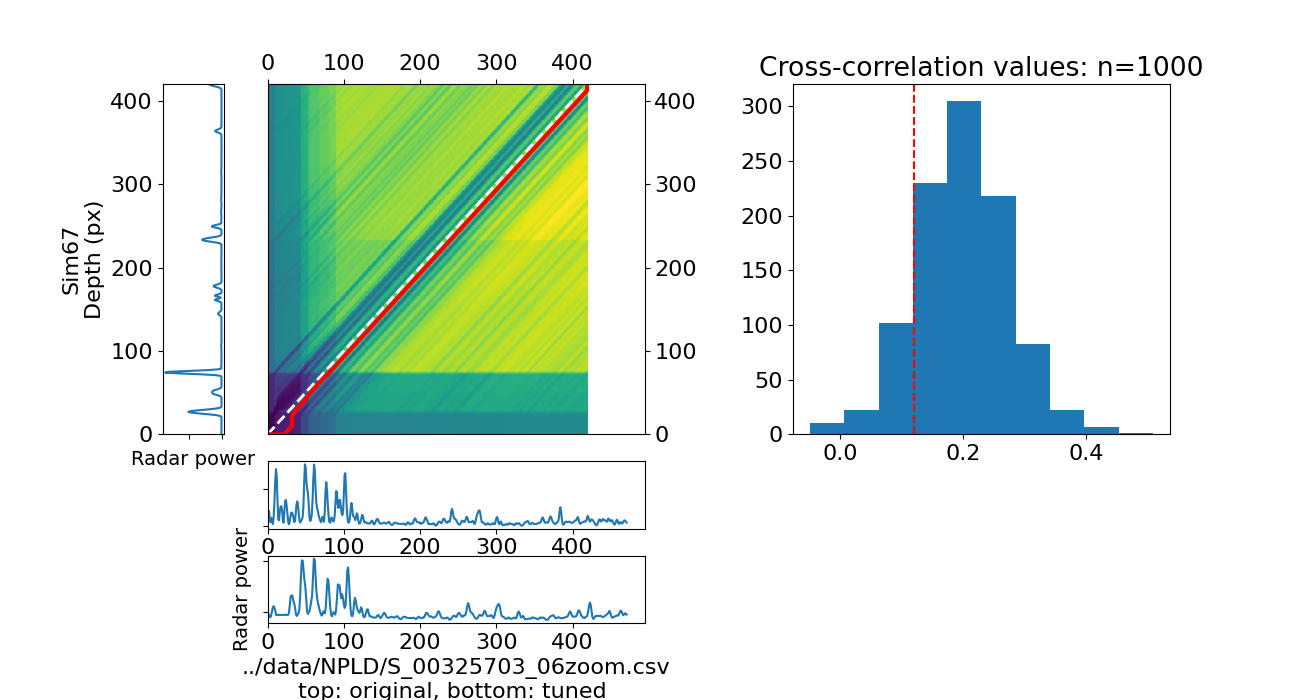 Cross-correlation values: n=1000
0 100 200 300 400
400 400 300
300 300 250
200 200 200
150
100 100 100
50
0 0 0
0.0 0.2 0.4
Sim67
Depth (px)
Radar power
0 100 200 300 400
Radar power
0 100 200 300 400
../data/NPLD/S_00325703_06zoom.csv
top: original, bottom: tuned